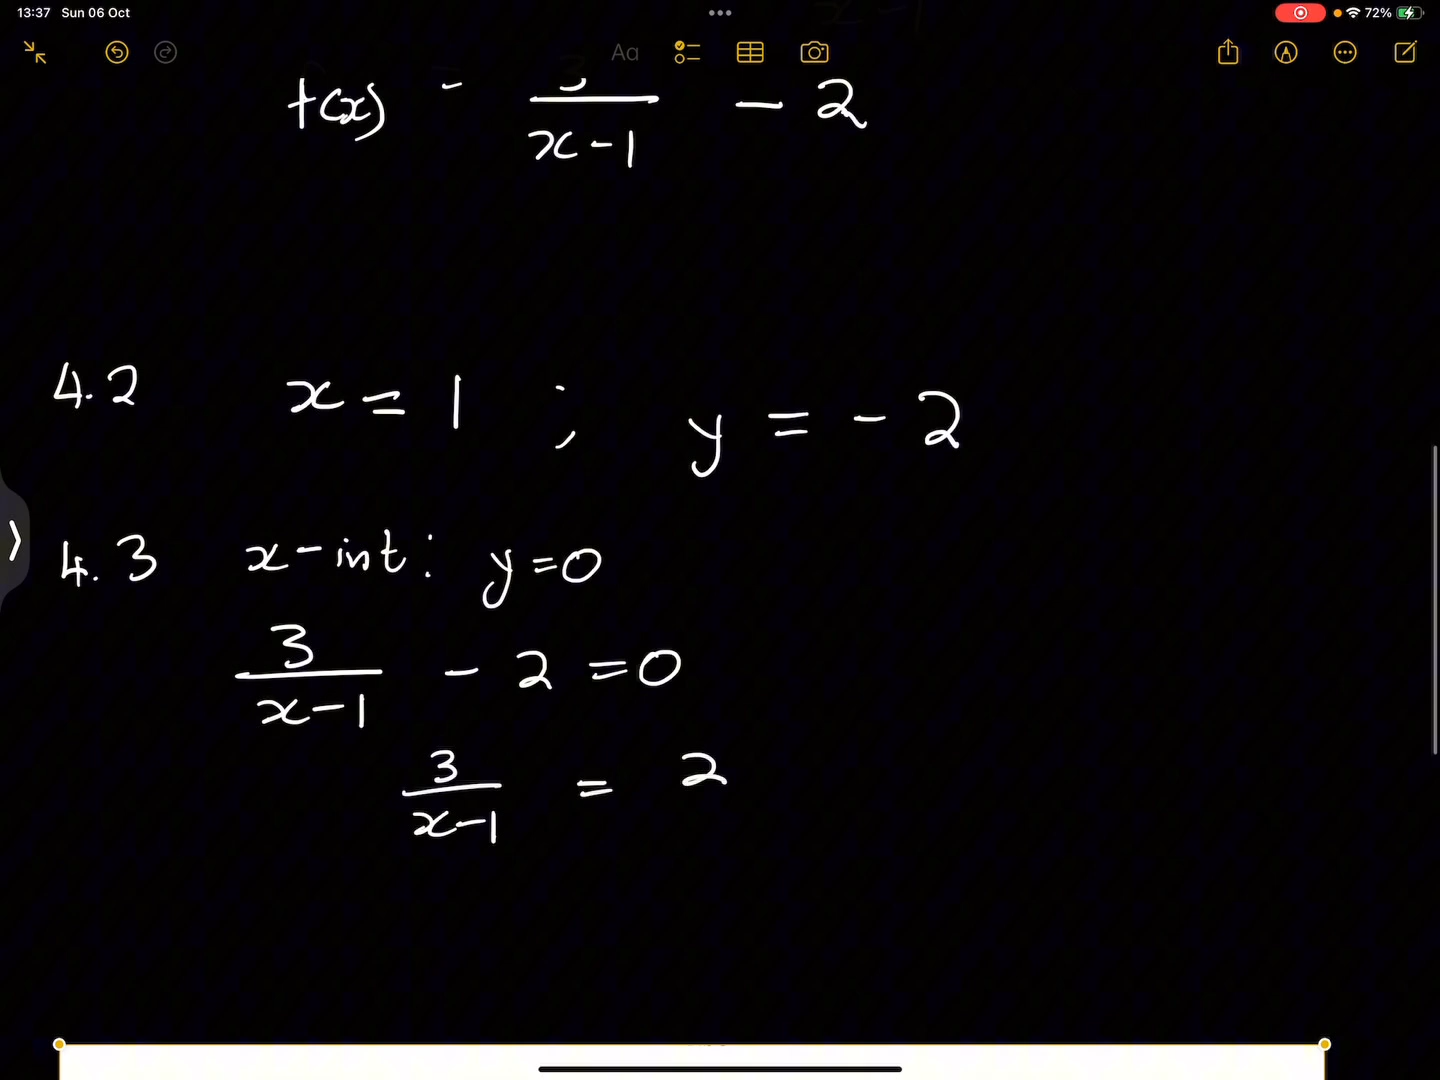 13:37 Sun 06 Oct
72%
Aa
f(x) = 3/(x-1) - 2
4.2 x = 1 ; y = -2
4.3 x-int: y=0
3/(x-1) - 2 = 0
3/(x-1) = 2